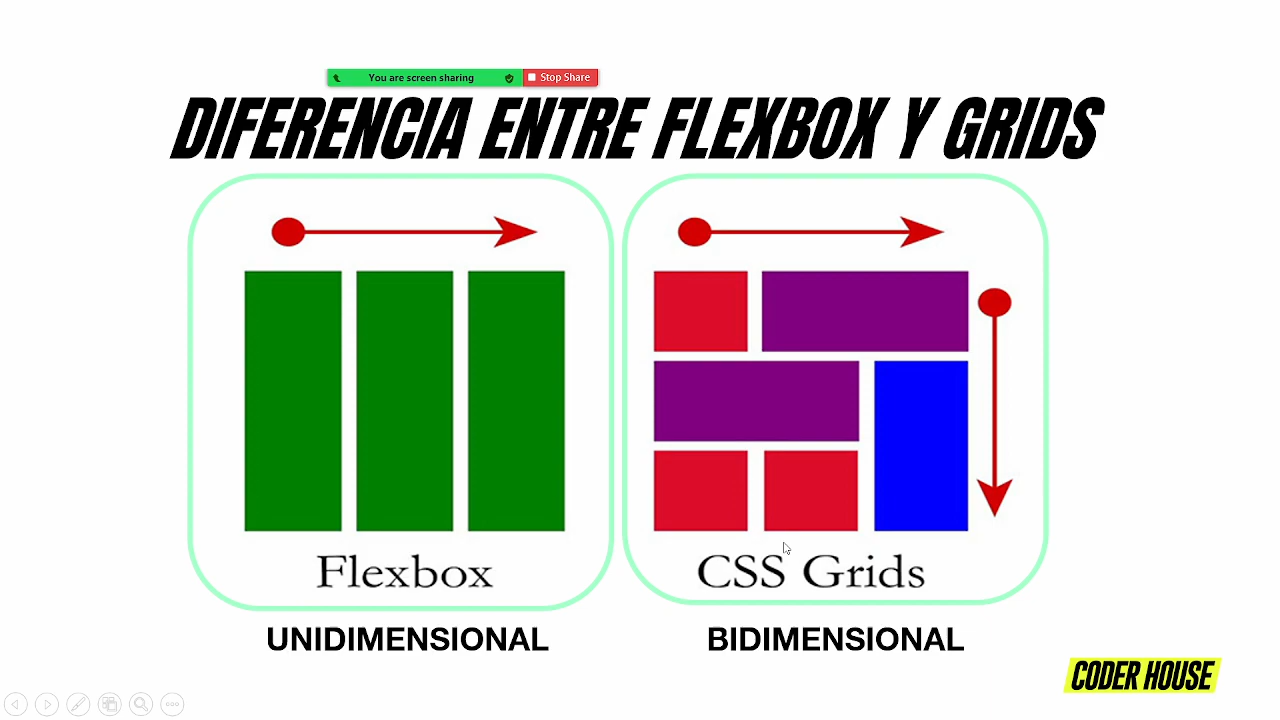 You are screen sharing
Stop Share
DIFERENCIA ENTRE FLEXBOX Y GRIDS
Flexbox
CSS Grids
UNIDIMENSIONAL
BIDIMENSIONAL
CODER HOUSE